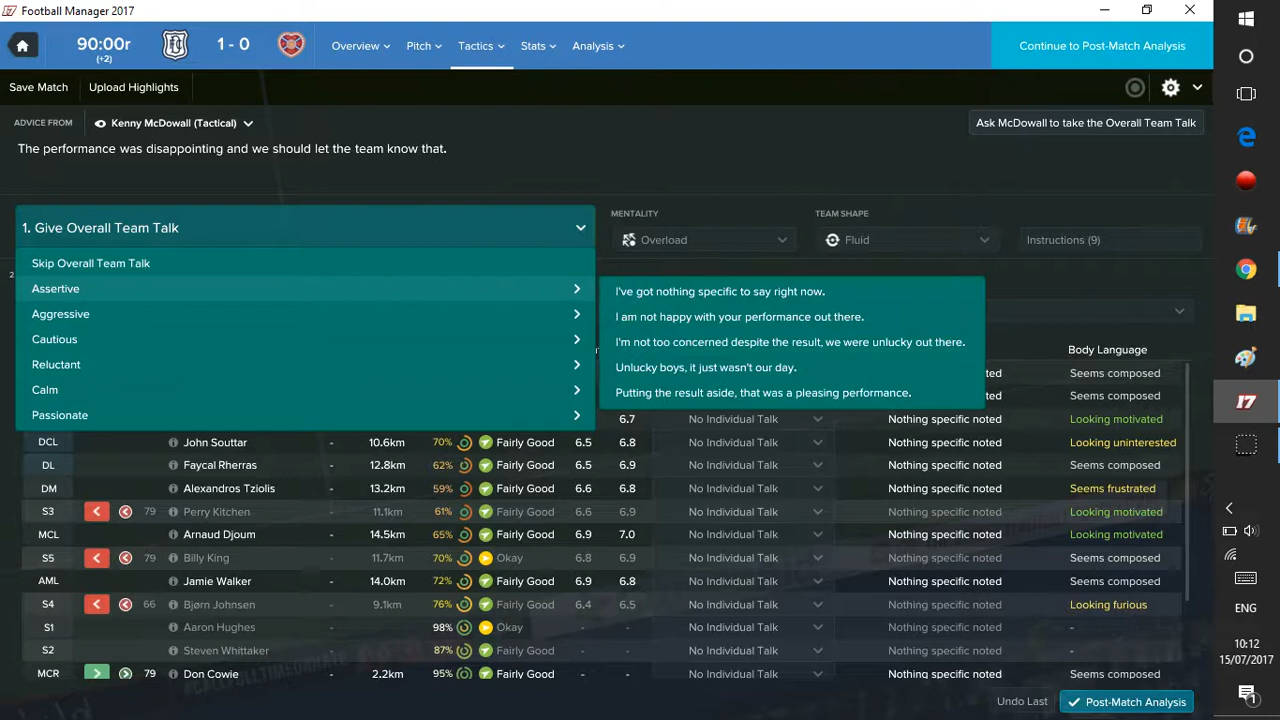 Football Manager 2017
90:00r
(+2)
1 - 0
Overview
Pitch
Tactics
Stats
Analysis
Continue to Post-Match Analysis
Save Match
Upload Highlights
ADVICE FROM
Kenny McDowall (Tactical)
Ask McDowall to take the Overall Team Talk
The performance was disappointing and we should let the team know that.
1. Give Overall Team Talk
MENTALITY
Overload
TEAM SHAPE
Fluid
Instructions (9)
Skip Overall Team Talk
Assertive
Aggressive
Cautious
Reluctant
Calm
Passionate
I've got nothing specific to say right now.
I am not happy with your performance out there.
I'm not too concerned despite the result, we were unlucky out there.
Unlucky boys, it just wasn't our day.
Putting the result aside, that was a pleasing performance.
Body Language
Seems composed
Seems composed
6.7 No Individual Talk Nothing specific noted Looking motivated
DCL John Souttar - 10.6km 70% Fairly Good 6.5 6.8 No Individual Talk Nothing specific noted Looking uninterested
DL Faycal Rherras - 12.8km 62% Fairly Good 6.5 6.9 No Individual Talk Nothing specific noted Seems composed
DM Alexandros Tziolis - 13.2km 59% Fairly Good 6.6 6.8 No Individual Talk Nothing specific noted Seems frustrated
S3 79 Perry Kitchen - 11.1km 61% Fairly Good 6.6 6.9 No Individual Talk Nothing specific noted Looking motivated
MCL Arnaud Djoum - 14.5km 65% Fairly Good 6.9 7.0 No Individual Talk Nothing specific noted Looking motivated
S5 79 Billy King - 11.7km 70% Okay 6.8 6.9 No Individual Talk Nothing specific noted Seems composed
AML Jamie Walker - 14.0km 72% Fairly Good 6.9 6.8 No Individual Talk Nothing specific noted Seems composed
S4 66 Bjørn Johnsen - 9.1km 76% Fairly Good 6.4 6.5 No Individual Talk Nothing specific noted Looking furious
S1 Aaron Hughes - 98% Okay - - No Individual Talk Nothing specific noted -
S2 Steven Whittaker - 87% Fairly Good - - No Individual Talk Nothing specific noted -
MCR 79 Don Cowie - 2.2km 95% Fairly Good - - No Individual Talk Nothing specific noted Seems composed
Undo Last
Post-Match Analysis
17
ENG
10:12
15/07/2017
1